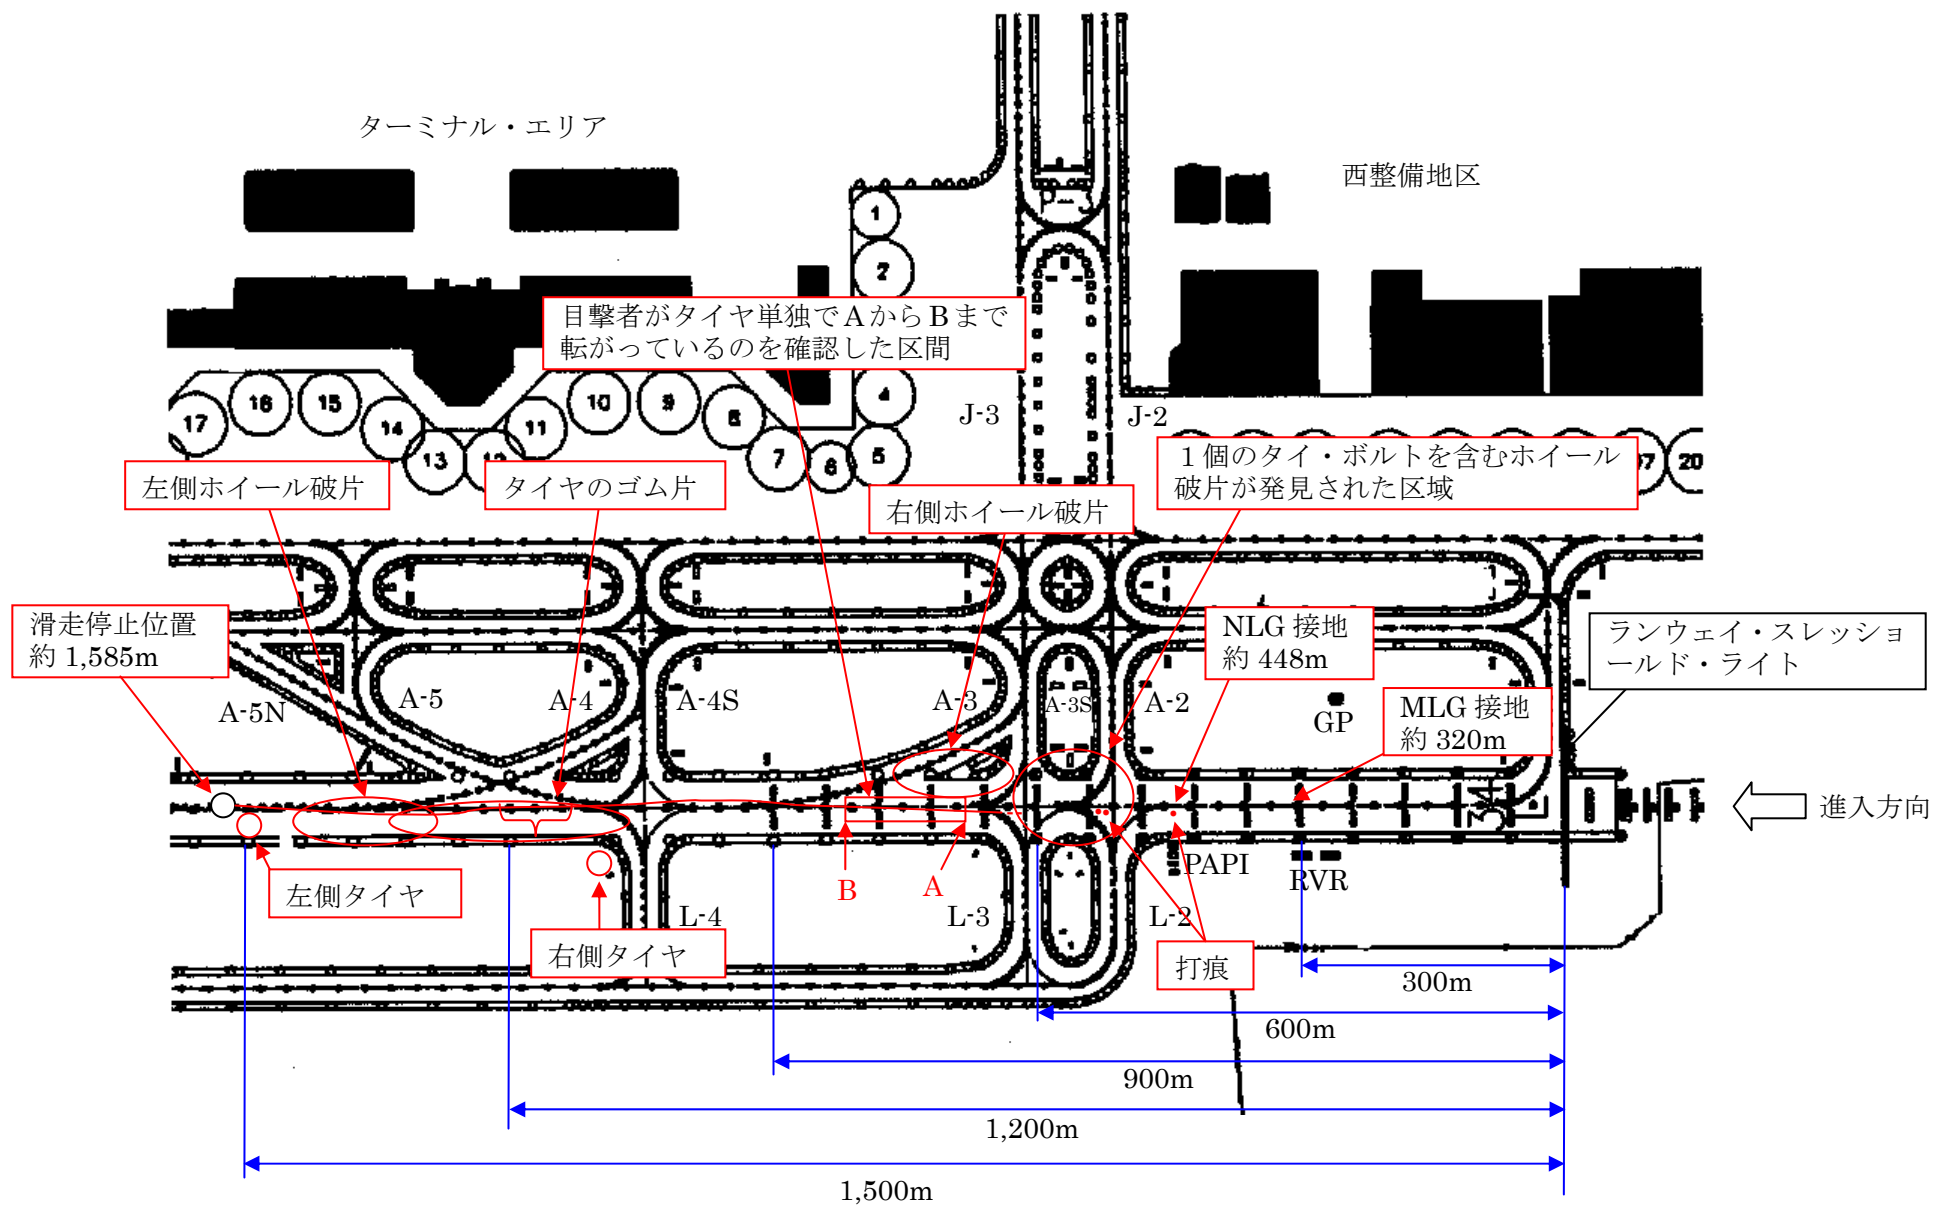 ターミナル・エリア
西整備地区
1
2
目撃者がタイヤ単独でＡからＢまで
転がっているのを確認した区間
17
16
15
14
13
11
10
9
8
7
6
5
4
J-3
J-2
20
１個のタイ・ボルトを含むホイール
破片が発見された区域
左側ホイール破片
タイヤのゴム片
右側ホイール破片
滑走停止位置
約 1,585m
NLG 接地
約 448m
ランウェイ・スレッショ
ールド・ライト
MLG 接地
約 320m
A-5N
A-5
A-4
A-4S
A-3
A-3S
A-2
GP
34
進入方向
PAPI
RVR
B
A
左側タイヤ
右側タイヤ
L-4
L-3
L-2
打痕
300m
600m
900m
1,200m
1,500m